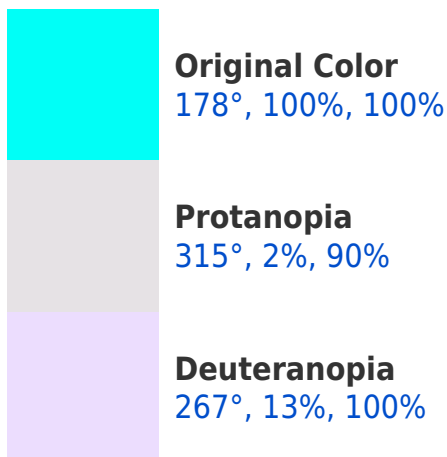 Original Color
178°, 100%, 100%
Protanopia
315°, 2%, 90%
Deuteranopia
267°, 13%, 100%